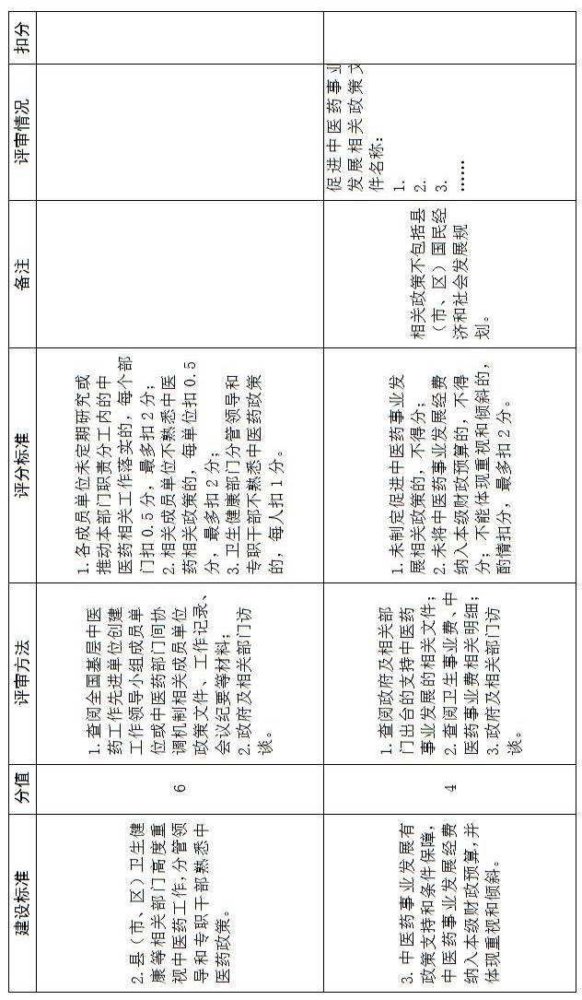 建设标准
分值
评审方法
评分标准
备注
评审情况
扣分
2. 县（市、区）卫生健
康等相关部门高度重
视中医药工作,分管领
导和专职干部熟悉中
医药政策。
6
1. 查阅全国基层中医
药工作先进单位创建
工作领导小组成员单
位或中医药部门间协
调机制相关成员单位
政策文件、工作记录、
会议纪要等材料；
2. 政府及相关部门访
谈。
1. 各成员单位未定期研究或
推动本部门职责分工内的中
医药相关工作落实的，每个部
门扣 0.5 分，最多扣 2 分；
2. 相关成员单位不熟悉中医
药相关政策的，每单位扣 0.5
分，最多扣 2 分；
3. 卫生健康部门分管领导和
专职干部不熟悉中医药政策
的，每人扣 1 分。
3. 中医药事业发展有
政策支持和条件保障，
中医药事业发展经费
纳入本级财政预算,并
体现重视和倾斜。
4
1. 查阅政府及相关部
门出台的支持中医药
事业发展的相关文件；
2. 查阅卫生事业费、中
医药事业费相关明细；
3. 政府及相关部门访
谈。
1. 未制定促进中医药事业发
展相关政策的，不得分；
2. 未将中医药事业发展经费
纳入本级财政预算的，不得
分；不能体现重视和倾斜的，
酌情扣分，最多扣 2 分。
相关政策不包括县
（市、区）国民经
济和社会发展规
划。
促进中医药事业
发展相关政策文
件名称：
1.
2.
3.
……